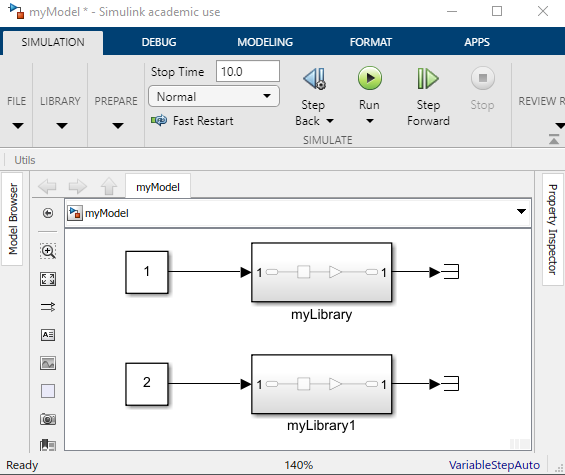 myModel * - Simulink academic use
SIMULATION DEBUG MODELING FORMAT APPS
FILE LIBRARY PREPARE
Stop Time 10.0
Normal
Fast Restart
Step Back
Run
Step Forward
Stop
REVIEW R
SIMULATE
Utils
Model Browser
myModel
Property Inspector
myModel
1 1 1
myLibrary
2 1 1
myLibrary1
Ready 140% VariableStepAuto